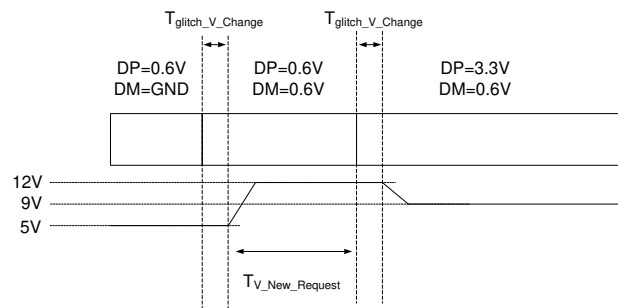 Tglitch_V_Change Tglitch_V_Change
DP=0.6V DP=0.6V DP=3.3V
DM=GND DM=0.6V DM=0.6V
12V
9V
5V
TV_New_Request